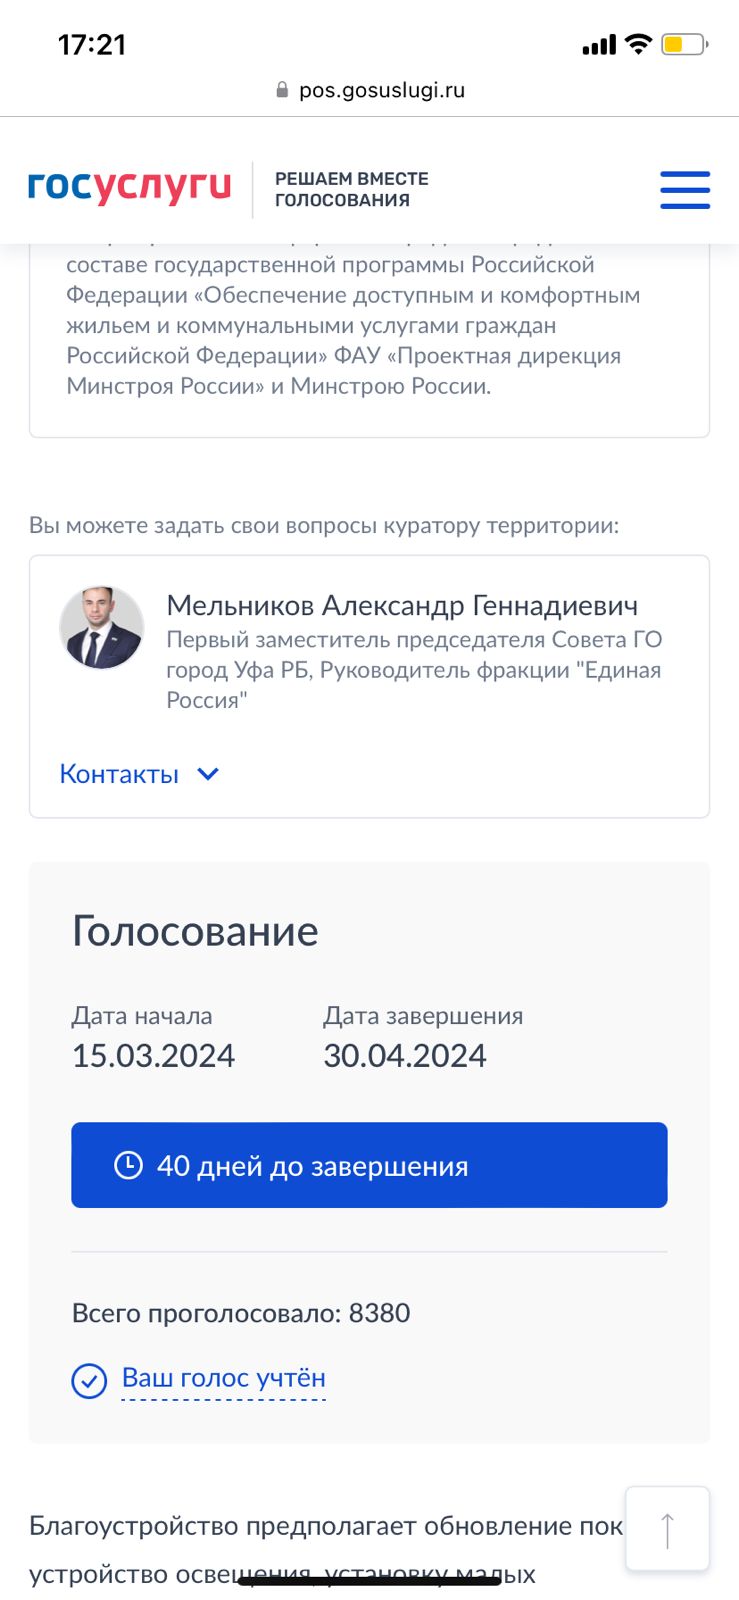 17:21
pos.gosuslugi.ru
госуслуги
РЕШАЕМ ВМЕСТЕ
ГОЛОСОВАНИЯ
составе государственной программы Российской
Федерации «Обеспечение доступным и комфортным
жильем и коммунальными услугами граждан
Российской Федерации» ФАУ «Проектная дирекция
Минстроя России» и Минстрою России.
Вы можете задать свои вопросы куратору территории:
Мельников Александр Геннадиевич
Первый заместитель председателя Совета ГО
город Уфа РБ, Руководитель фракции "Единая
Россия"
Контакты
Голосование
Дата начала
Дата завершения
15.03.2024
30.04.2024
40 дней до завершения
Всего проголосовало: 8380
Ваш голос учтён
Благоустройство предполагает обновление пок
устройство освещения, установку малых